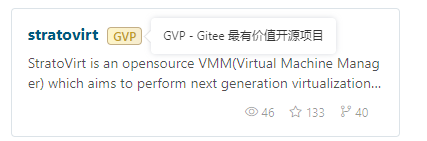 stratovirt GVP GVP - Gitee 最有价值开源项目
StratoVirt is an opensource VMM(Virtual Machine Manag
er) which aims to perform next generation virtualization...
46 133 40